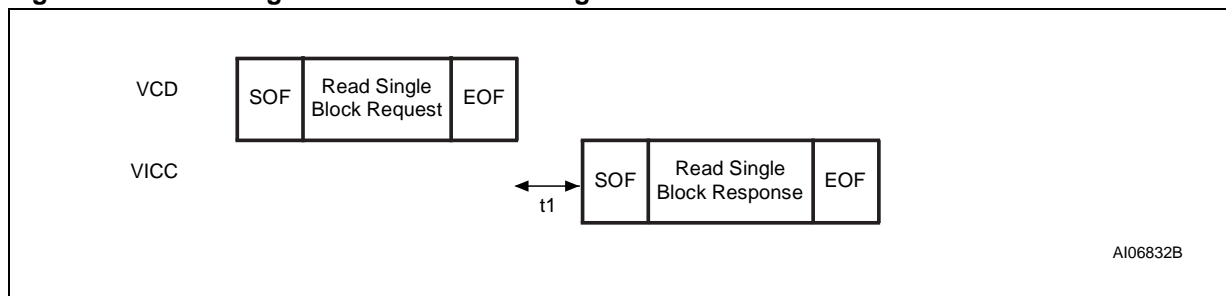 VCD
SOF
Read Single
Block Request
EOF
VICC
t1
SOF
Read Single
Block Response
EOF
AI06832B